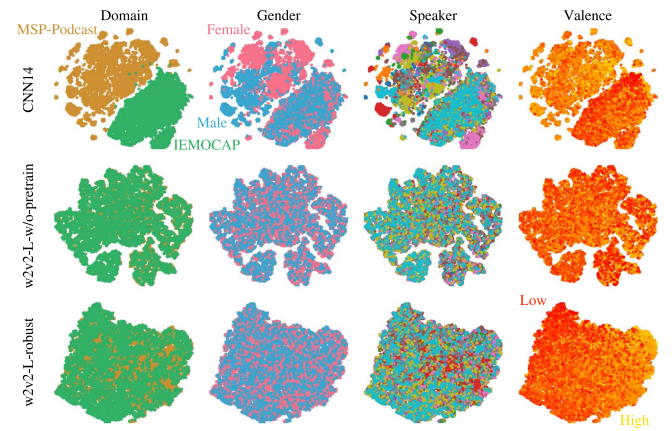 Domain Gender Speaker Valence
MSP-Podcast Female
CNN14
Male
IEMOCAP
w2v2-L-w/o-pretrain
Low
w2v2-L-robust
High